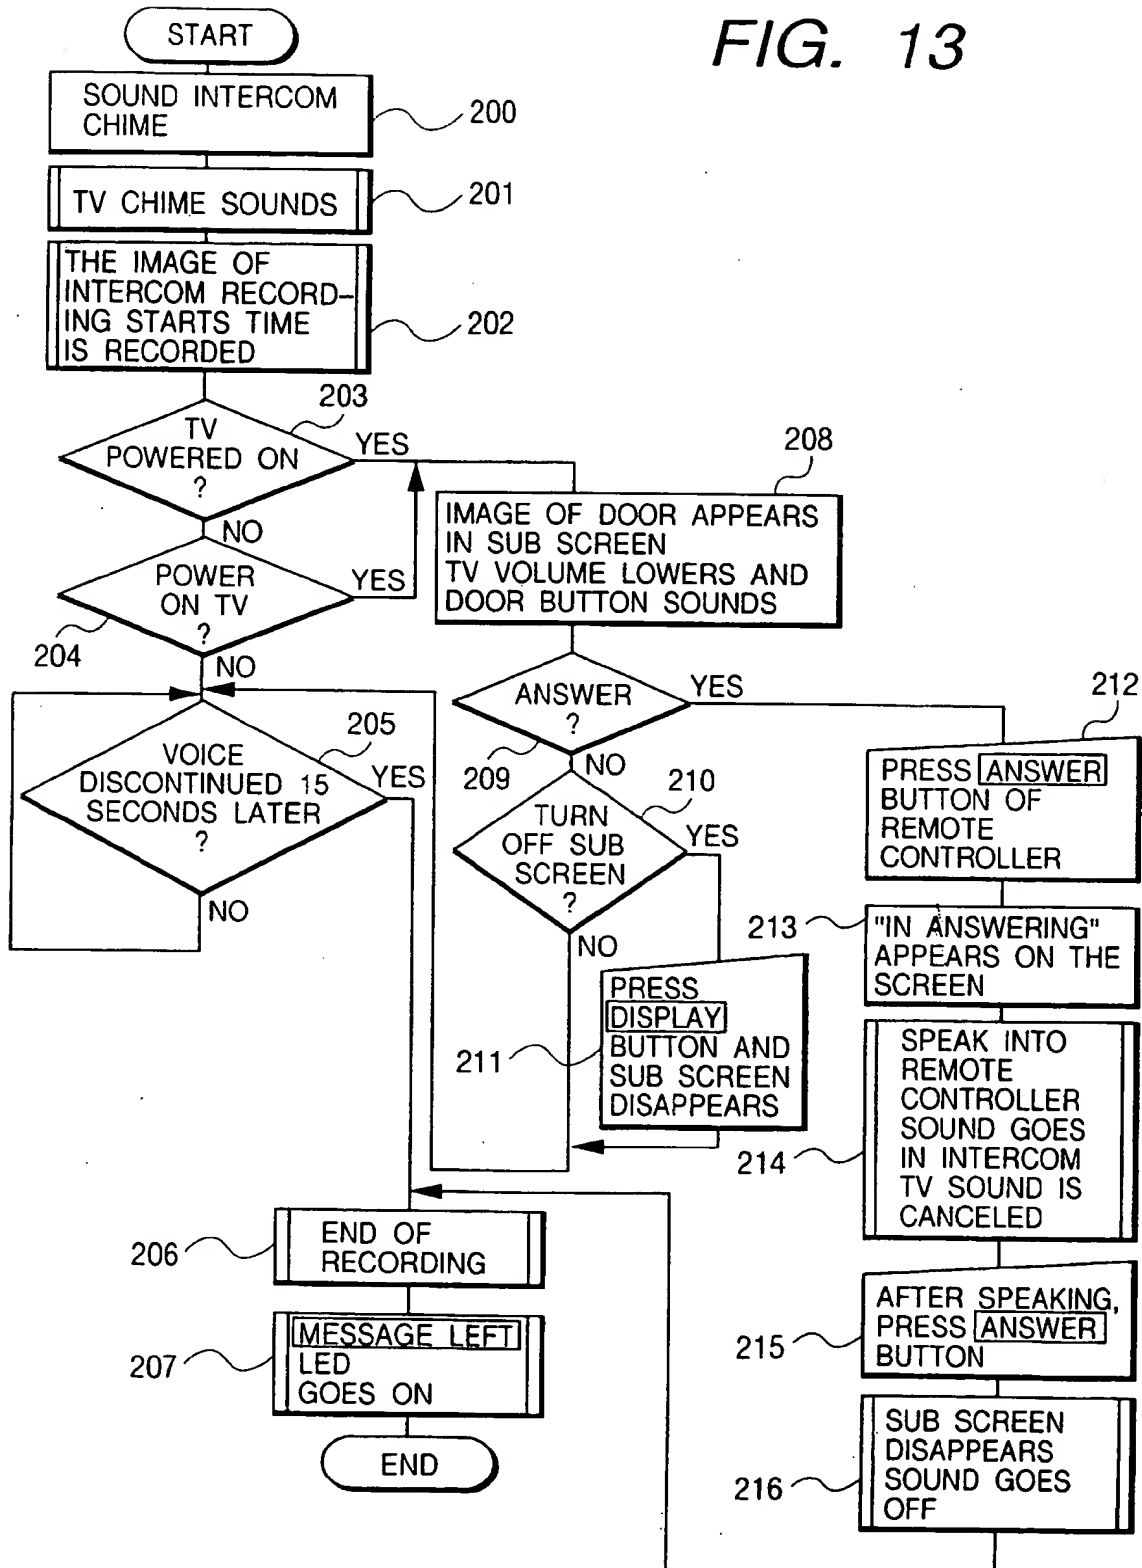 FIG. 13
START
SOUND INTERCOM
CHIME
200
TV CHIME SOUNDS
201
THE IMAGE OF
INTERCOM RECORD-
ING STARTS TIME
IS RECORDED
202
203
TV
POWERED ON
?
YES
NO
POWER
ON TV
?
YES
204
NO
205
VOICE
DISCONTINUED 15
SECONDS LATER
?
YES
NO
208
IMAGE OF DOOR APPEARS
IN SUB SCREEN
TV VOLUME LOWERS AND
DOOR BUTTON SOUNDS
ANSWER
?
YES
209
NO
210
TURN
OFF SUB
SCREEN
?
YES
NO
PRESS
DISPLAY
BUTTON AND
SUB SCREEN
DISAPPEARS
211
212
PRESS ANSWER
BUTTON OF
REMOTE
CONTROLLER
213
"IN ANSWERING"
APPEARS ON THE
SCREEN
SPEAK INTO
REMOTE
CONTROLLER
SOUND GOES
IN INTERCOM
TV SOUND IS
CANCELED
214
AFTER SPEAKING,
PRESS ANSWER
BUTTON
215
SUB SCREEN
DISAPPEARS
SOUND GOES
OFF
216
206
END OF
RECORDING
207
MESSAGE LEFT
LED
GOES ON
END